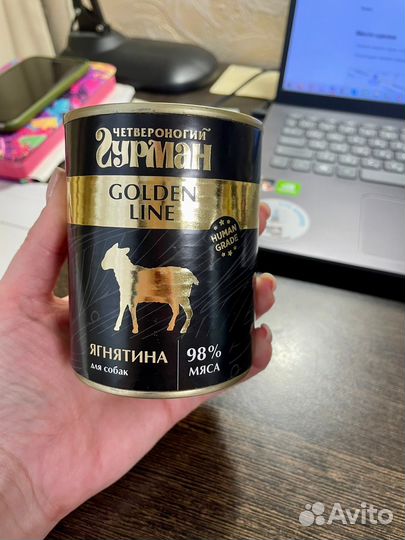 ЧЕТВЕРОНОГИЙ
Гурман
GOLDEN
LINE
HUMAN
GRADE
ЯГНЯТИНА
для собак
98%
МЯСА
Avito